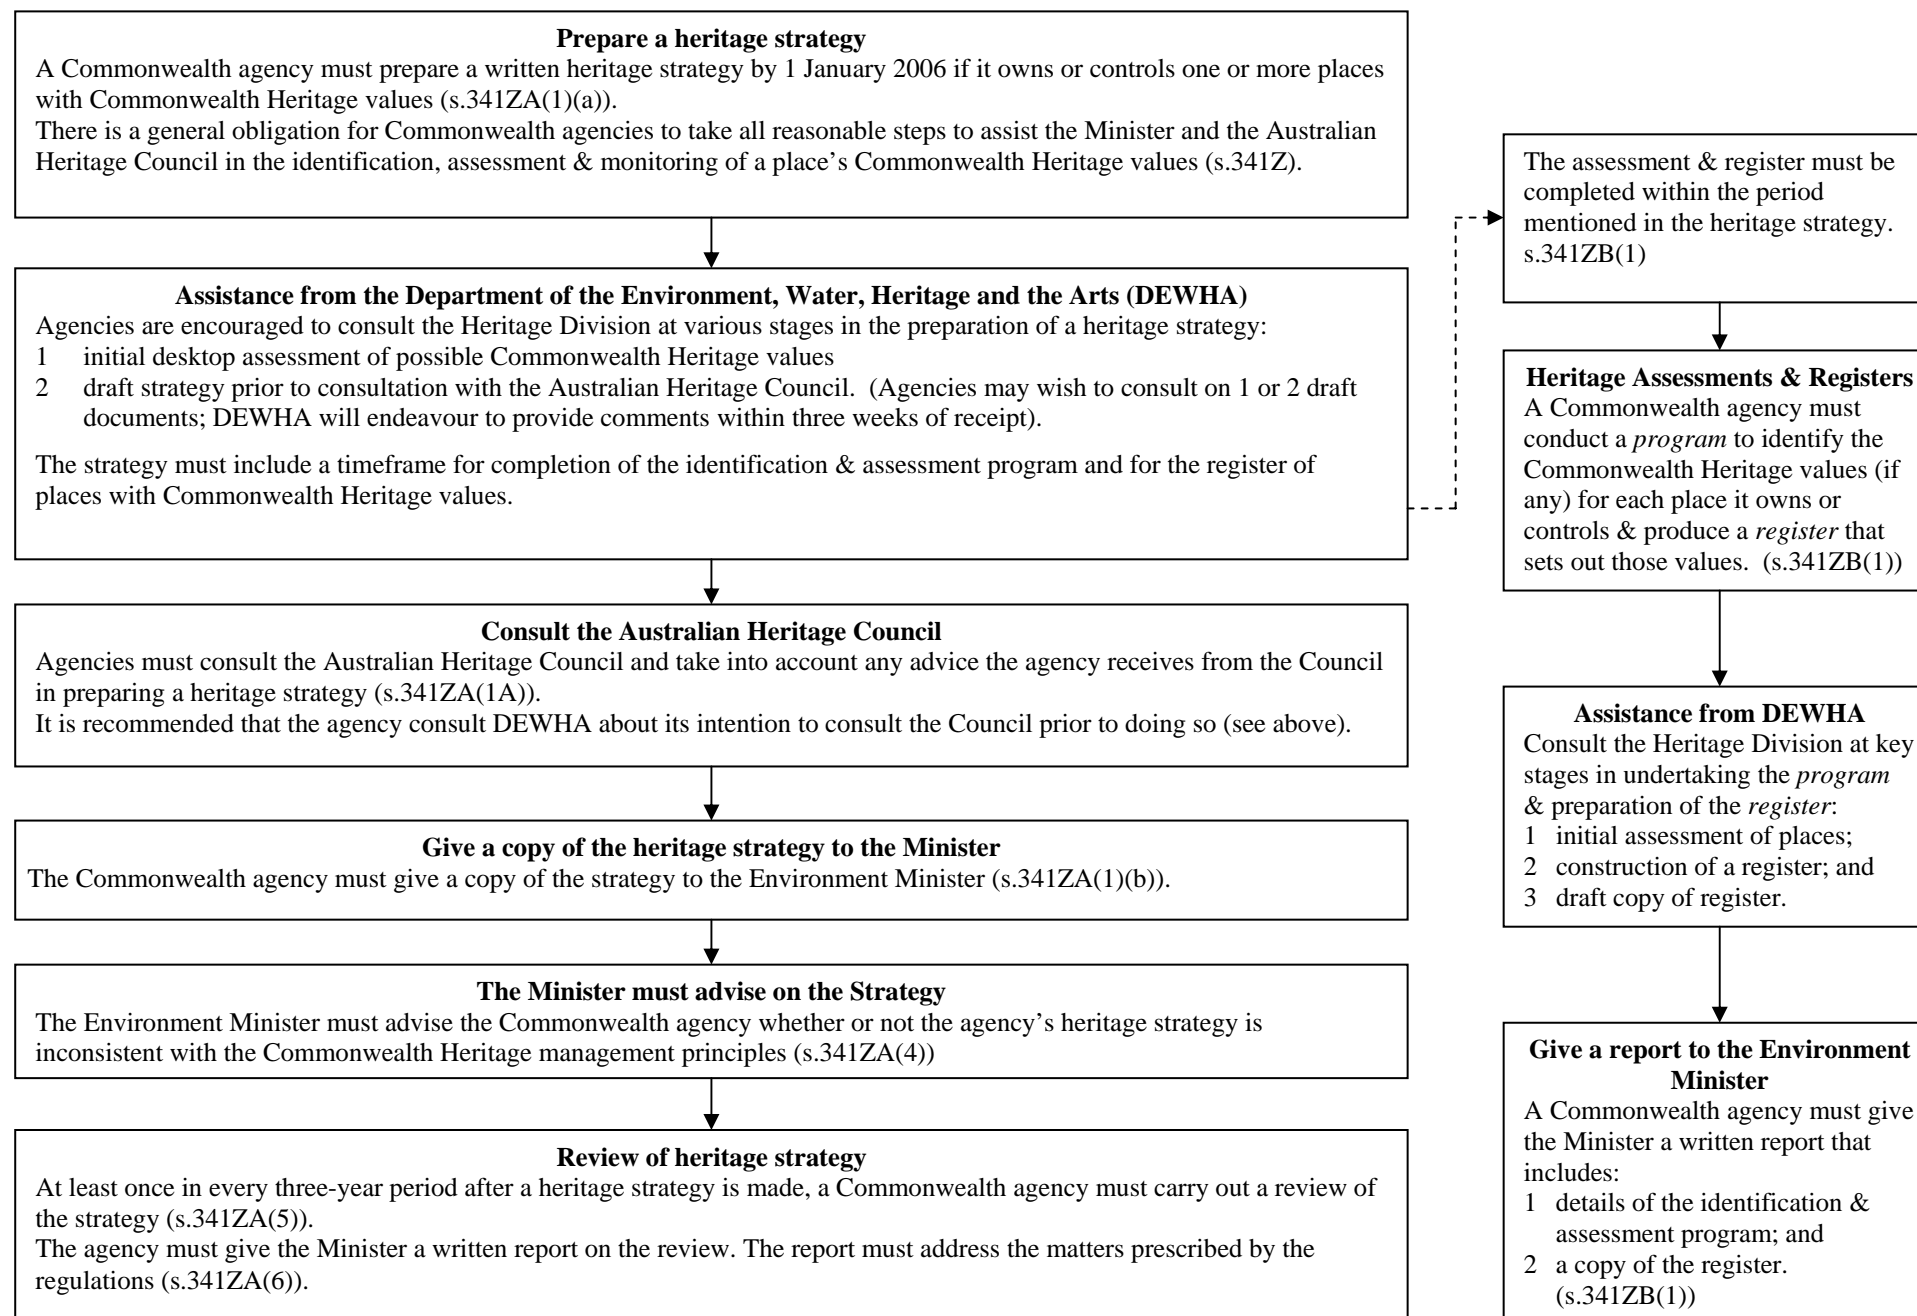 Prepare a heritage strategy
A Commonwealth agency must prepare a written heritage strategy by 1 January 2006 if it owns or controls one or more places
with Commonwealth Heritage values (s.341ZA(1)(a)).
There is a general obligation for Commonwealth agencies to take all reasonable steps to assist the Minister and the Australian
Heritage Council in the identification, assessment & monitoring of a place's Commonwealth Heritage values (s.341Z).
Assistance from the Department of the Environment, Water, Heritage and the Arts (DEWHA)
Agencies are encouraged to consult the Heritage Division at various stages in the preparation of a heritage strategy:
1 initial desktop assessment of possible Commonwealth Heritage values
2 draft strategy prior to consultation with the Australian Heritage Council. (Agencies may wish to consult on 1 or 2 draft
documents; DEWHA will endeavour to provide comments within three weeks of receipt).
The strategy must include a timeframe for completion of the identification & assessment program and for the register of
places with Commonwealth Heritage values.
Consult the Australian Heritage Council
Agencies must consult the Australian Heritage Council and take into account any advice the agency receives from the Council
in preparing a heritage strategy (s.341ZA(1A)).
It is recommended that the agency consult DEWHA about its intention to consult the Council prior to doing so (see above).
Give a copy of the heritage strategy to the Minister
The Commonwealth agency must give a copy of the strategy to the Environment Minister (s.341ZA(1)(b)).
The Minister must advise on the Strategy
The Environment Minister must advise the Commonwealth agency whether or not the agency's heritage strategy is
inconsistent with the Commonwealth Heritage management principles (s.341ZA(4))
Review of heritage strategy
At least once in every three-year period after a heritage strategy is made, a Commonwealth agency must carry out a review of
the strategy (s.341ZA(5)).
The agency must give the Minister a written report on the review. The report must address the matters prescribed by the
regulations (s.341ZA(6)).
The assessment & register must be
completed within the period
mentioned in the heritage strategy.
s.341ZB(1)
Heritage Assessments & Registers
A Commonwealth agency must
conduct a program to identify the
Commonwealth Heritage values (if
any) for each place it owns or
controls & produce a register that
sets out those values. (s.341ZB(1))
Assistance from DEWHA
Consult the Heritage Division at key
stages in undertaking the program
& preparation of the register:
1 initial assessment of places;
2 construction of a register; and
3 draft copy of register.
Give a report to the Environment
Minister
A Commonwealth agency must give
the Minister a written report that
includes:
1 details of the identification &
assessment program; and
2 a copy of the register.
(s.341ZB(1))